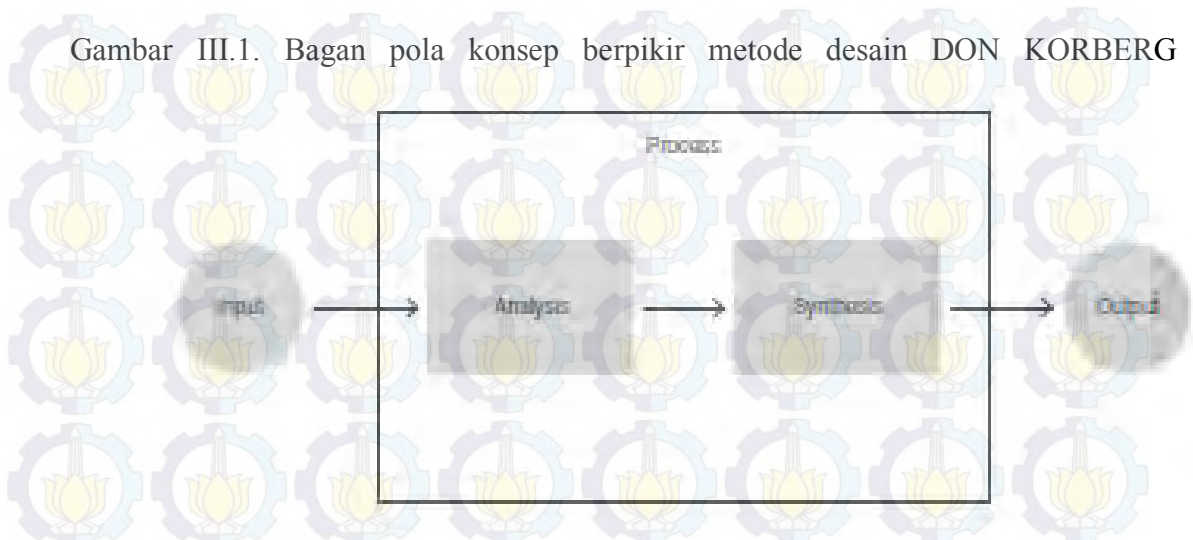 Gambar III.1. Bagan pola konsep berpikir metode desain DON KORBERG
Process
Input
Analysis
Synthesis
Output